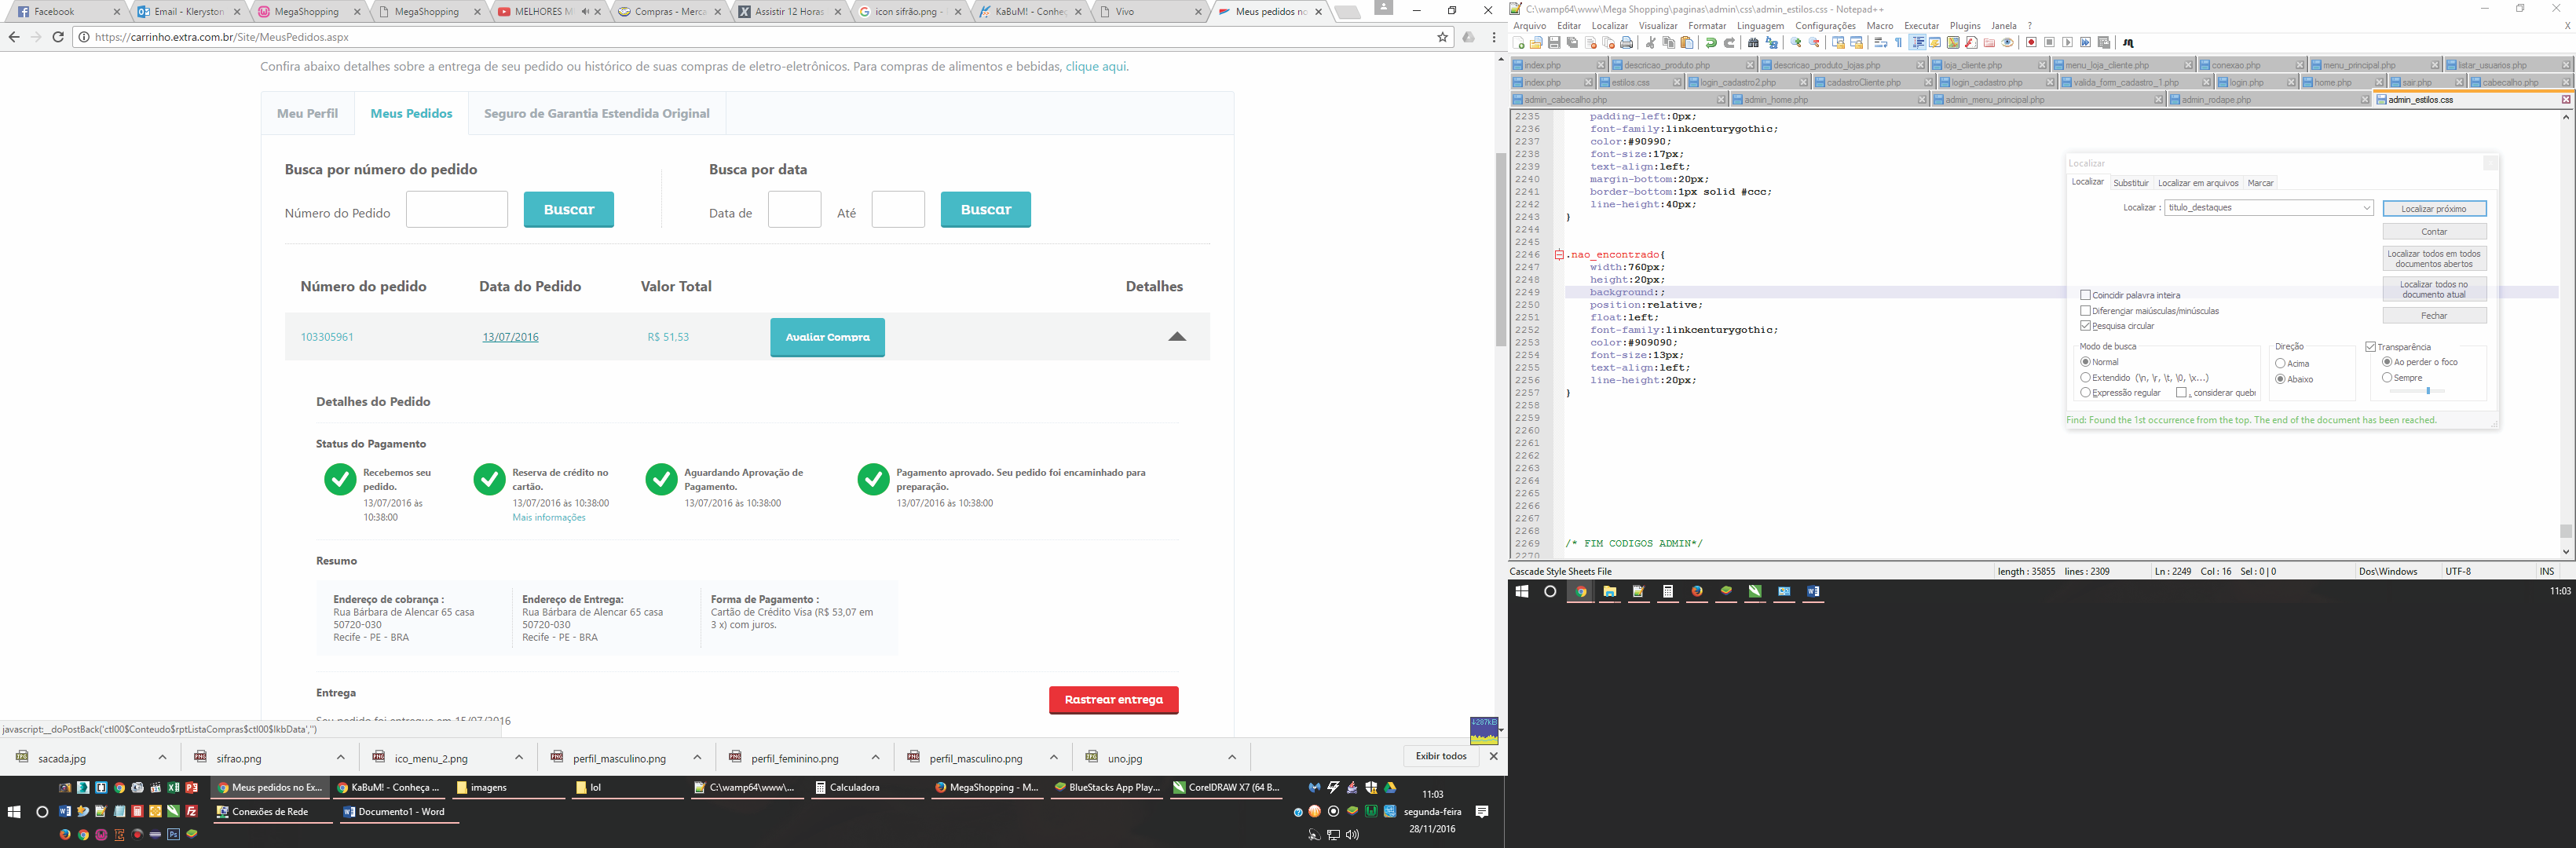 Facebook
Email - Kleryston
MegaShopping
MegaShopping
MELHORES M
Compras - Merca
Assistir 12 Horas
icon sifrão.png -
KaBuM! - Conheç
Vivo
Meus pedidos no
https://carrinho.extra.com.br/Site/MeusPedidos.aspx
Confira abaixo detalhes sobre a entrega de seu pedido ou histórico de suas compras de eletro-eletrônicos. Para compras de alimentos e bebidas, clique aqui.
Meu Perfil
Meus Pedidos
Seguro de Garantia Estendida Original
Busca por número do pedido
Busca por data
Número do Pedido
Buscar
Data de
Até
Buscar
Número do pedido
Data do Pedido
Valor Total
Detalhes
103305961
13/07/2016
R$ 51,53
Avaliar Compra
Detalhes do Pedido
Status do Pagamento
Recebemos seu
pedido.
13/07/2016 às
10:38:00
Reserva de crédito no
cartão.
13/07/2016 às 10:38:00
Mais informações
Aguardando Aprovação de
Pagamento.
13/07/2016 às 10:38:00
Pagamento aprovado. Seu pedido foi encaminhado para
preparação.
13/07/2016 às 10:38:00
Resumo
Endereço de cobrança :
Rua Bárbara de Alencar 65 casa
50720-030
Recife - PE - BRA
Endereço de Entrega:
Rua Bárbara de Alencar 65 casa
50720-030
Recife - PE - BRA
Forma de Pagamento :
Cartão de Crédito Visa (R$ 53,07 em
3 x) com juros.
Entrega
Rastrear entrega
Seu pedido foi entregue em 15/07/2016
javascript:__doPostBack('ctl00$Conteudo$rptListaCompras$ctl00$lkbData','')
287kB
sacada.jpg
sifrao.png
ico_menu_2.png
perfil_masculino.png
perfil_feminino.png
perfil_masculino.png
uno.jpg
Exibir todos
Meus pedidos no Ex...
KaBuM! - Conheça ...
imagens
lol
C:\wamp64\www\...
Calculadora
MegaShopping - M...
BlueStacks App Play...
CorelDRAW X7 (64 B...
Conexões de Rede
Documento1 - Word
11:03
segunda-feira
28/11/2016
C:\wamp64\www\Mega Shopping\paginas\admin\css\admin_estilos.css - Notepad++
Arquivo Editar Localizar Visualizar Formatar Linguagem Configurações Macro Executar Plugins Janela ?
X
index.php
descricao_produto.php
descricao_produto_lojas.php
loja_cliente.php
menu_loja_cliente.php
conexao.php
menu_principal.php
listar_usuarios.php
index.php
estilos.css
login_cadastro2.php
cadastroCliente.php
login_cadastro.php
valida_form_cadastro_1.php
login.php
home.php
sair.php
cabecalho.php
admin_cabecalho.php
admin_home.php
admin_menu_principal.php
admin_rodape.php
admin_estilos.css
2235 padding-left:0px;
2236 font-family:linkcenturygothic;
2237 color:#90990;
2238 font-size:17px;
2239 text-align:left;
2240 margin-bottom:20px;
2241 border-bottom:1px solid #ccc;
2242 line-height:40px;
2243 }
2244
2245
2246 .nao_encontrado{
2247 width:760px;
2248 height:20px;
2249 background:;
2250 position:relative;
2251 float:left;
2252 font-family:linkcenturygothic;
2253 color:#909090;
2254 font-size:13px;
2255 text-align:left;
2256 line-height:20px;
2257 }
2258
2259
2260
2261
2262
2263
2264
2265
2266
2267
2268
2269 /* FIM CODIGOS ADMIN*/
2270
Localizar
Localizar
Substituir
Localizar em arquivos
Marcar
Localizar :
titulo_destaques
Localizar próximo
Contar
Localizar todos em todos
documentos abertos
Localizar todos no
documento atual
Fechar
Coincidir palavra inteira
Diferençiar maiúsculas/minúsculas
Pesquisa circular
Modo de busca
Normal
Extendido (\n, \r, \t, \0, \x...)
Expressão regular
. considerar quebr
Direção
Acima
Abaixo
Transparência
Ao perder o foco
Sempre
Find: Found the 1st occurrence from the top. The end of the document has been reached.
Cascade Style Sheets File
length : 35855 lines : 2309
Ln : 2249 Col : 16 Sel : 0 | 0
Dos\Windows
UTF-8
INS
11:03